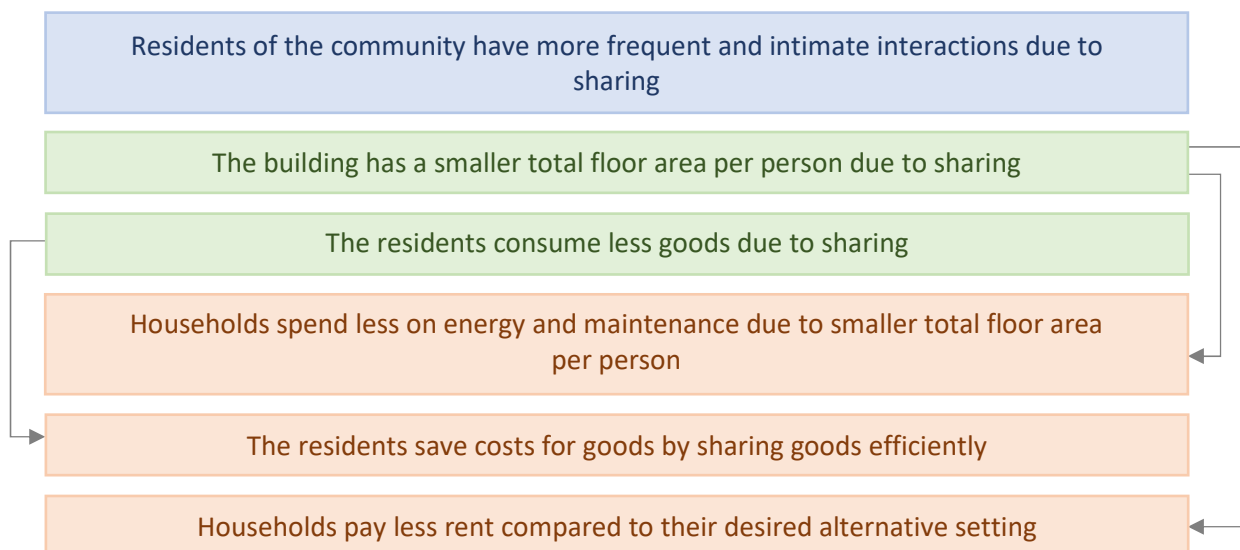 Residents of the community have more frequent and intimate interactions due to
sharing
The building has a smaller total floor area per person due to sharing
The residents consume less goods due to sharing
Households spend less on energy and maintenance due to smaller total floor area
per person
The residents save costs for goods by sharing goods efficiently
Households pay less rent compared to their desired alternative setting